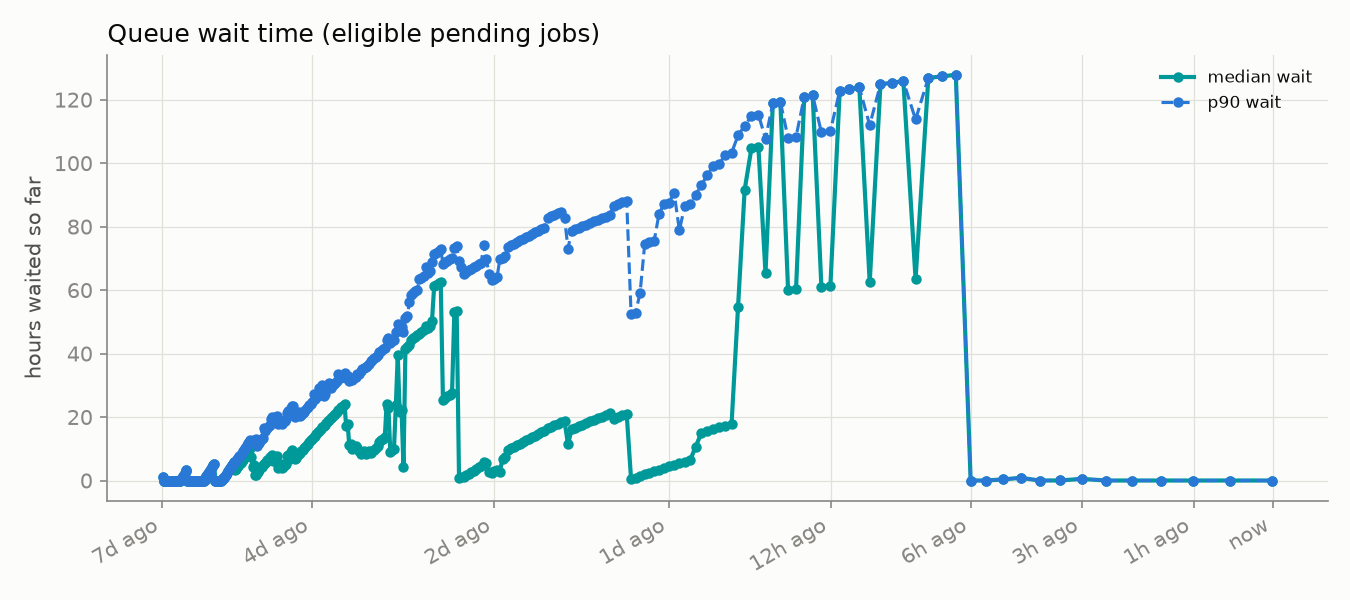 Queue wait time (eligible pending jobs)
median wait
p90 wait
hours waited so far
120
100
80
60
40
20
0
7d ago
4d ago
2d ago
1d ago
12h ago
6h ago
3h ago
1h ago
now